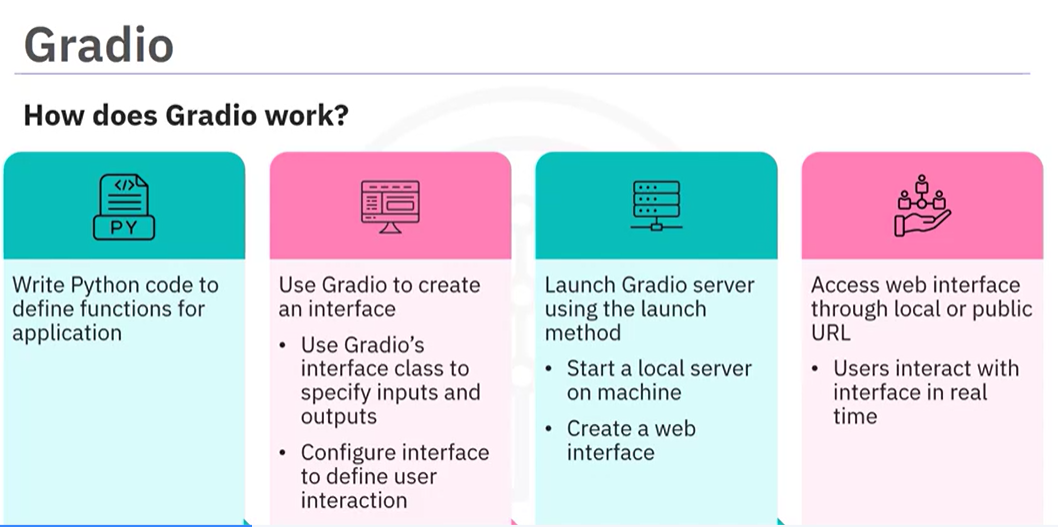 Gradio
How does Gradio work?
PY
Write Python code to
define functions for
application
Use Gradio to create
an interface
• Use Gradio’s
interface class to
specify inputs and
outputs
• Configure interface
to define user
interaction
Launch Gradio server
using the launch
method
• Start a local server
on machine
• Create a web
interface
Access web interface
through local or public
URL
• Users interact with
interface in real
time